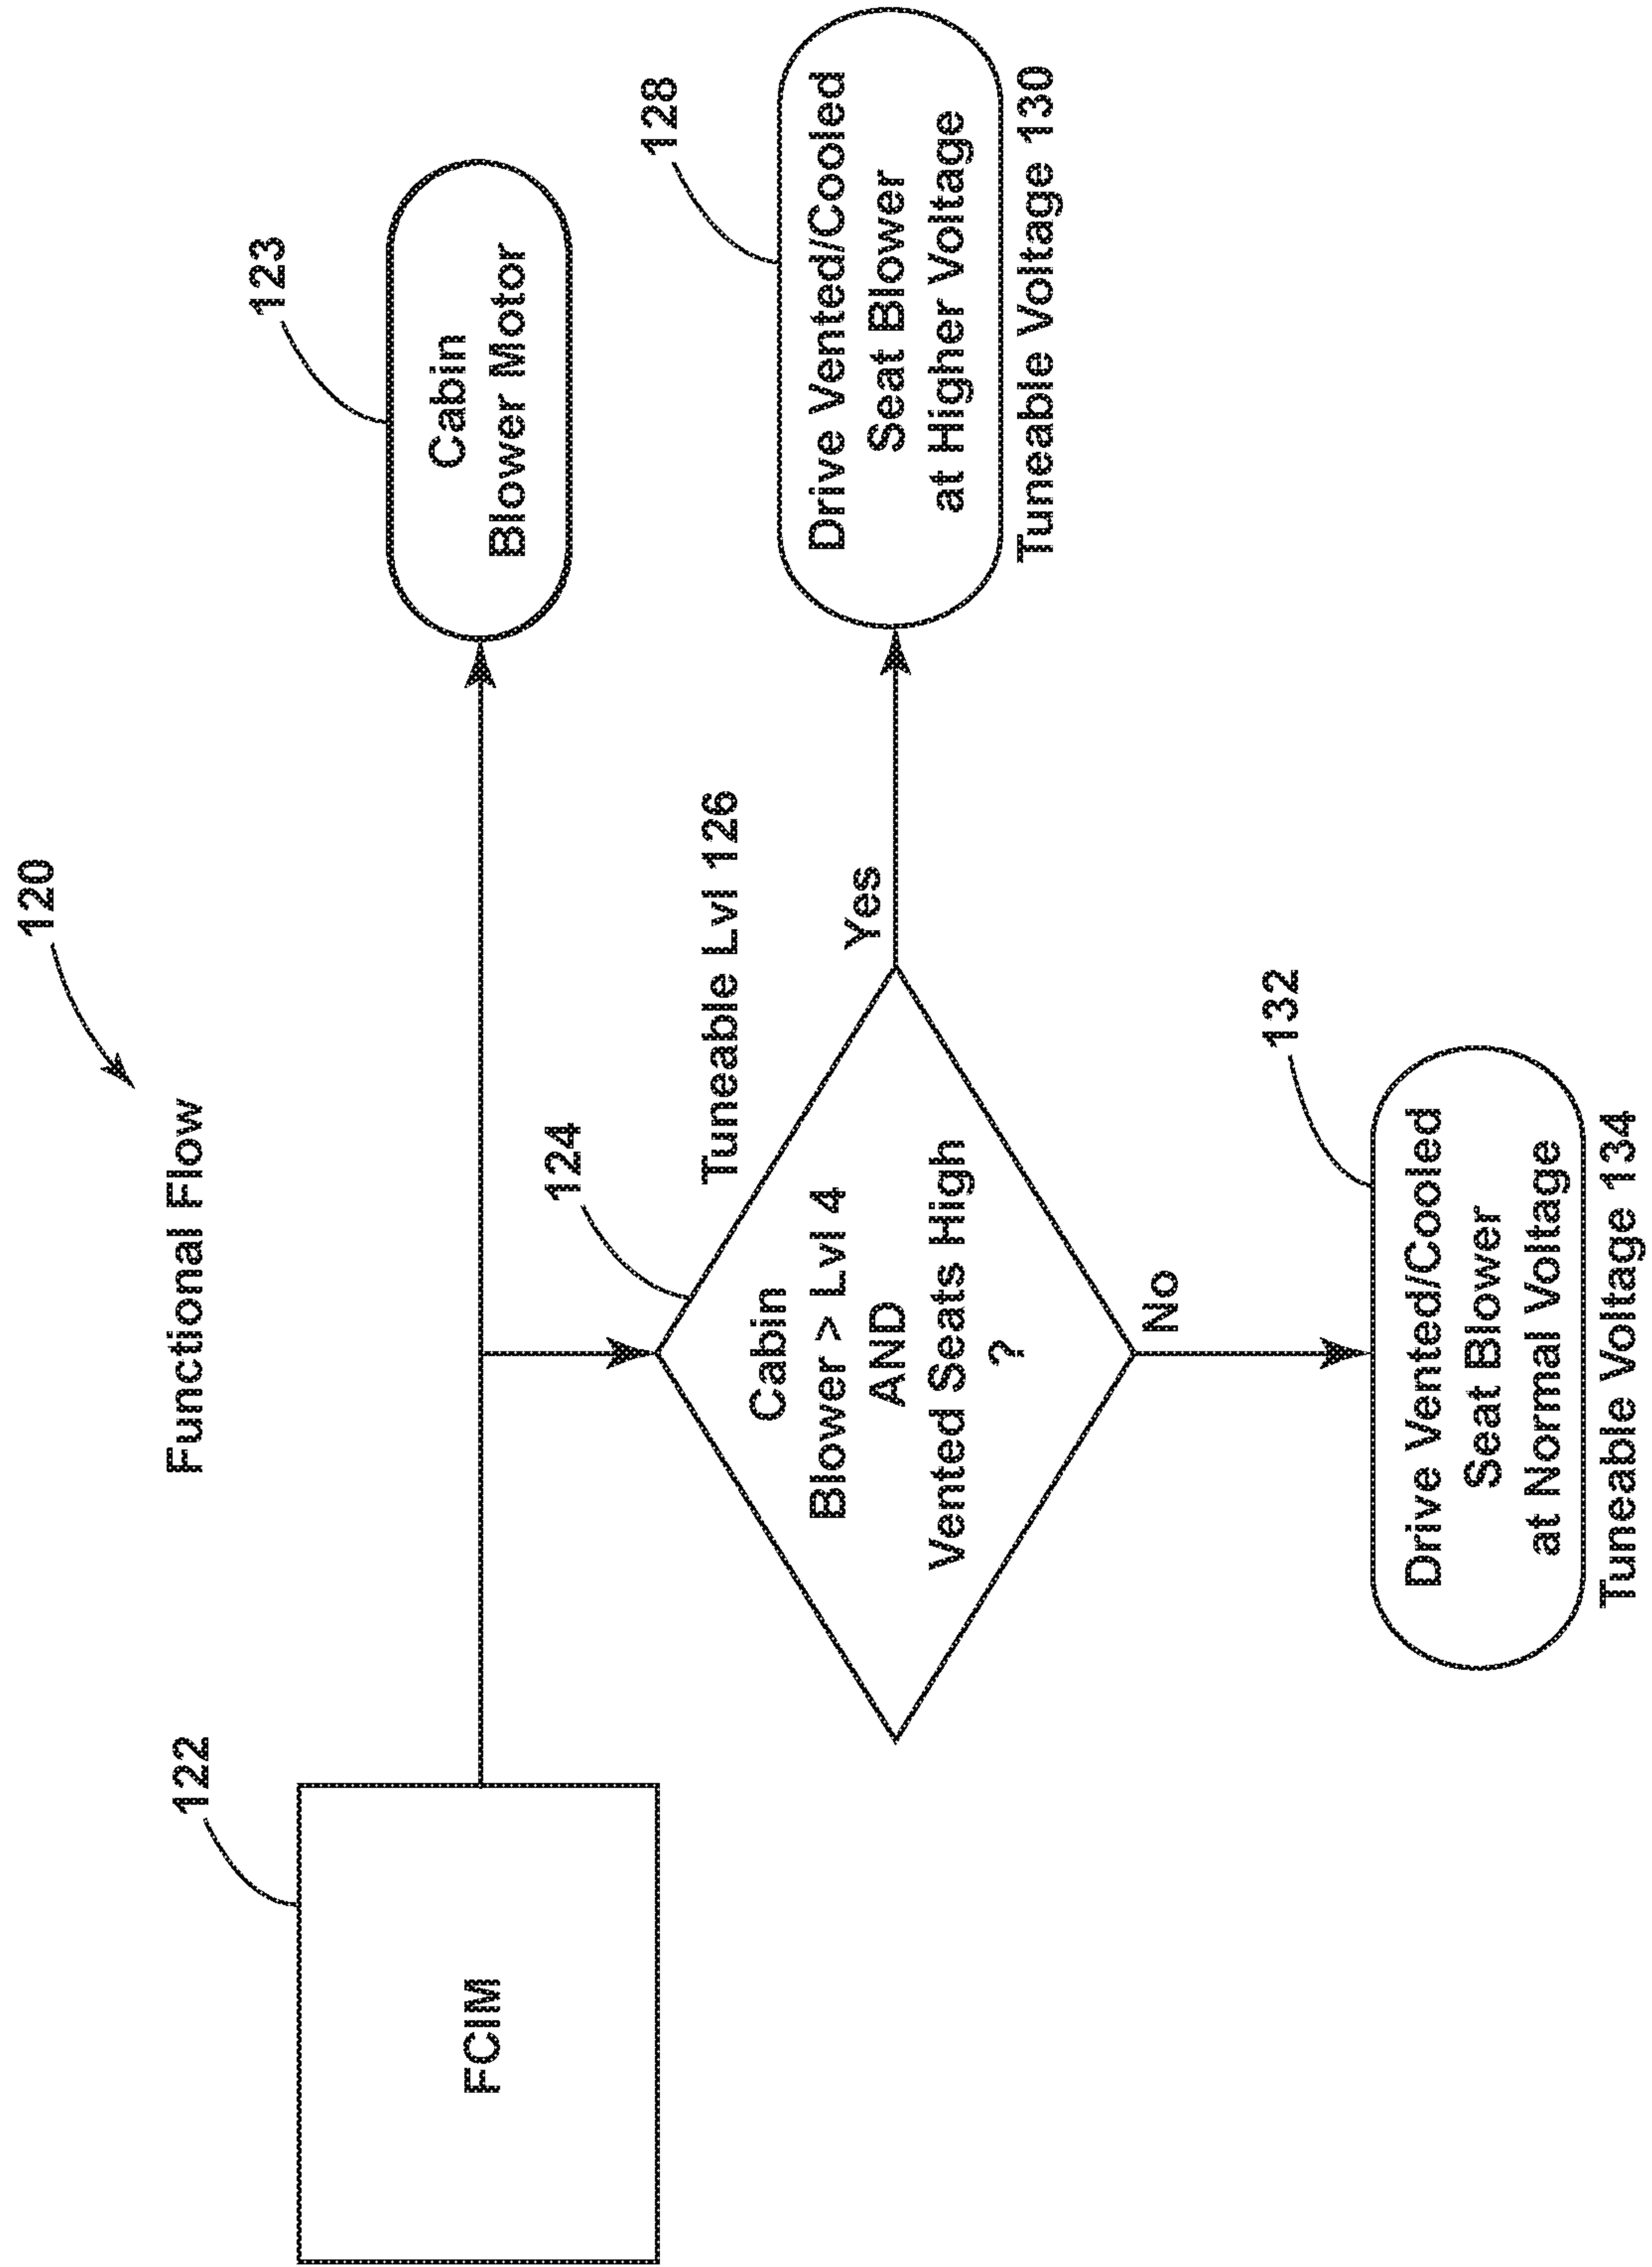 120
Functional Flow
122
FCIM
123
Cabin
Blower Motor
124
Tuneable Lvl 126
Cabin
Blower > Lvl 4
AND
Vented Seats High
?
Yes
128
Drive Vented/Cooled
Seat Blower
at Higher Voltage
Tuneable Voltage 130
No
132
Drive Vented/Cooled
Seat Blower
at Normal Voltage
Tuneable Voltage 134